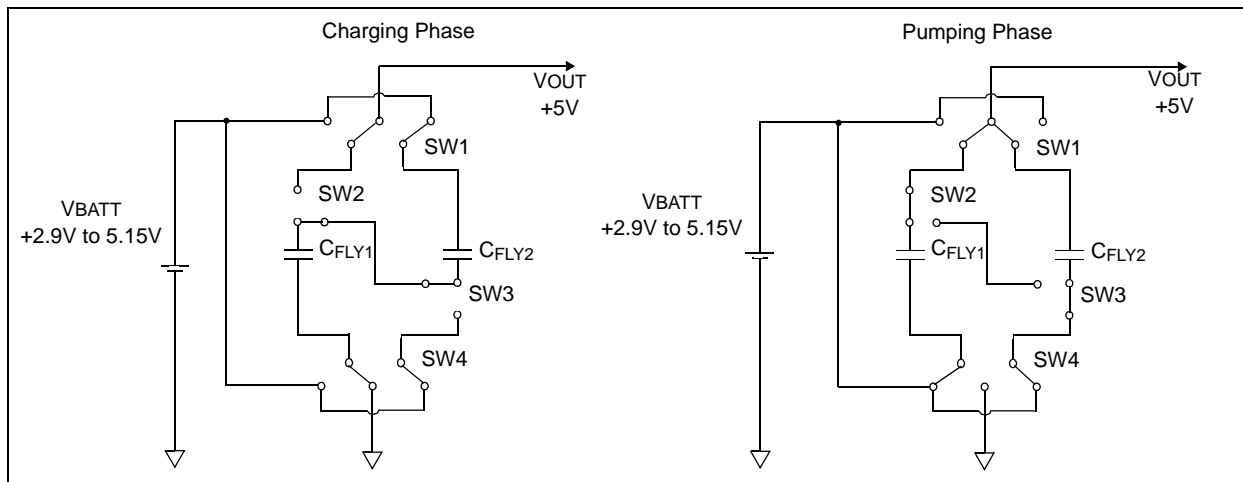 Charging Phase
VOUT
+5V
SW1
SW2
VBATT
+2.9V to 5.15V
CFLY1
CFLY2
SW3
SW4
Pumping Phase
VOUT
+5V
SW1
SW2
VBATT
+2.9V to 5.15V
CFLY1
CFLY2
SW3
SW4